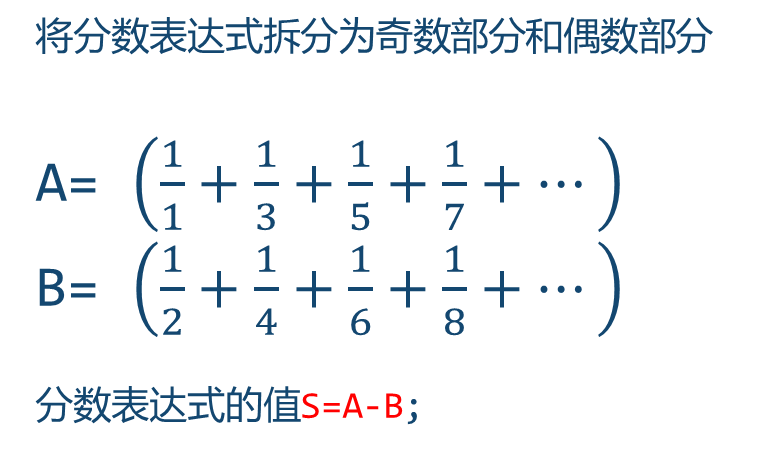 将分数表达式拆分为奇数部分和偶数部分
A= (1/1 + 1/3 + 1/5 + 1/7 + ⋯)
B= (1/2 + 1/4 + 1/6 + 1/8 + ⋯)
分数表达式的值S=A-B;